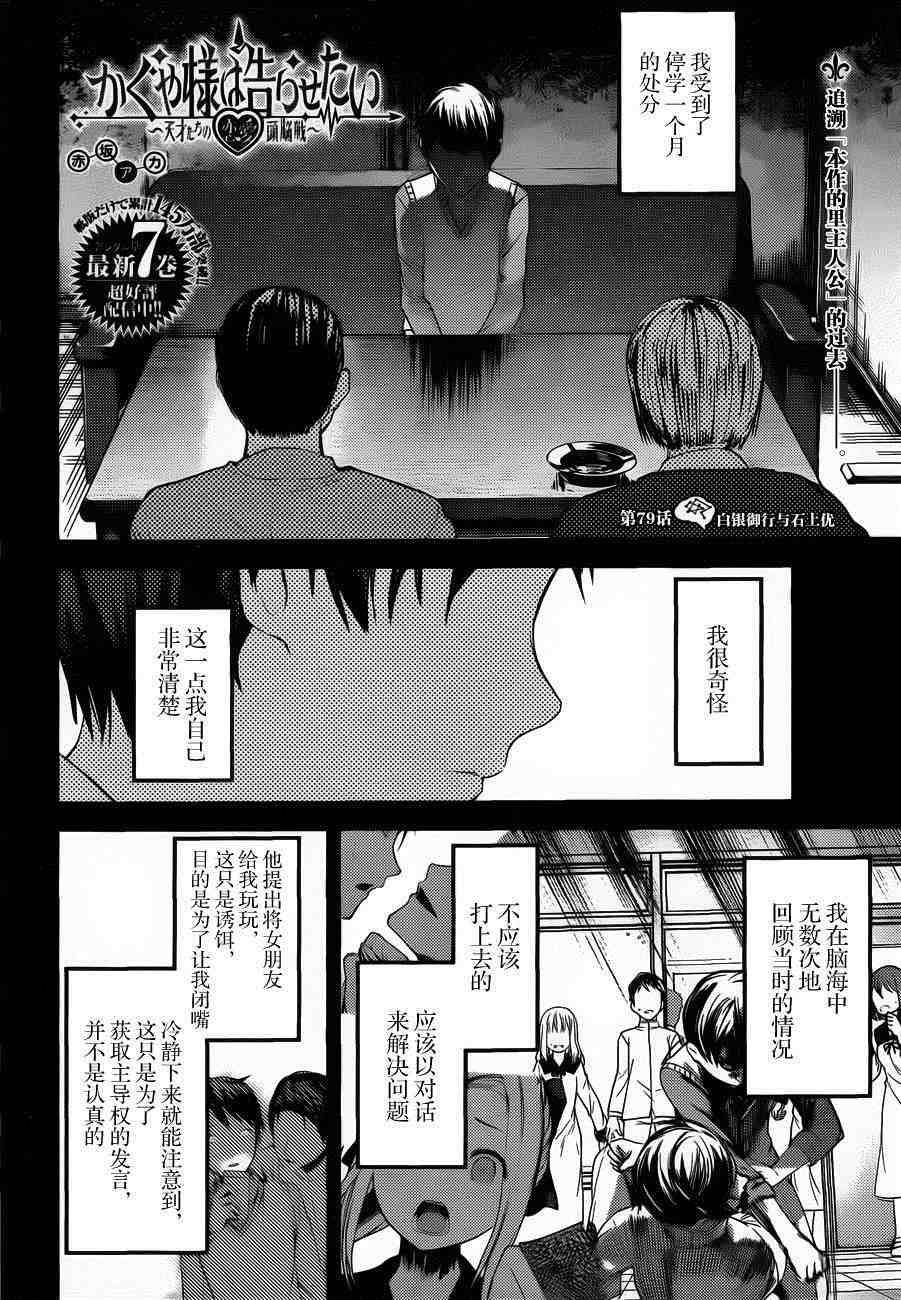 かぐや様は告らせたい
～天才たちの恋愛頭脳戦～
赤坂アカ
最新7巻
超好評
配信中!!
追溯『本作的里主人公』的过去——。
我受到了
停学一个月
的处分
第79话
白银御行与石上优
我很奇怪
这一点我自己
非常清楚
我在脑海中
无数次地
回顾当时的情况
不应该
打上去的
应该以对话
来解决问题
他提出将女朋友
给我玩玩，
这只是诱饵，
目的是为了让我闭嘴
冷静下来就能注意到，
这只是为了
获取主导权的发言，
并不是认真的